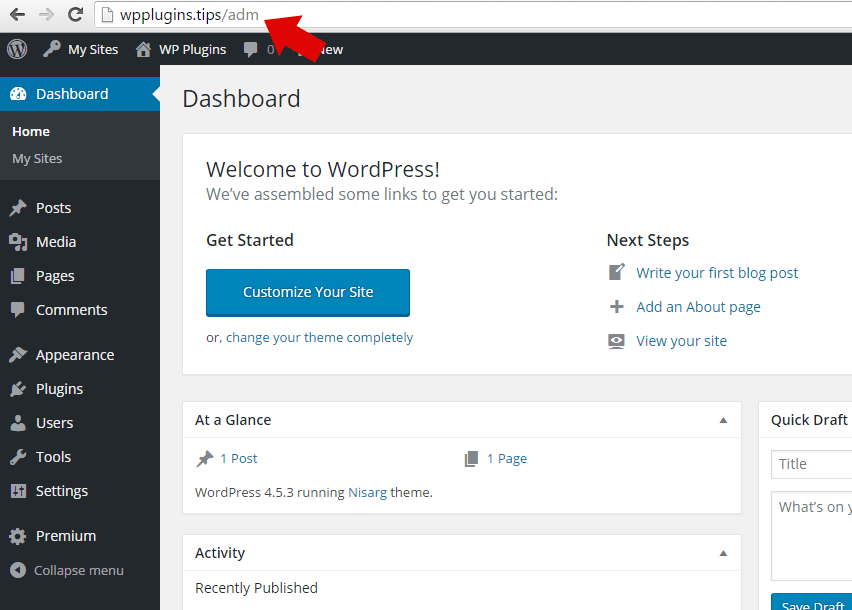 wpplugins.tips/adm
My Sites WP Plugins 0
Dashboard
Home
My Sites
Posts
Media
Pages
Comments
Appearance
Plugins
Users
Tools
Settings
Premium
Collapse menu
Dashboard
Welcome to WordPress!
We've assembled some links to get you started:
Get Started
Customize Your Site
or, change your theme completely
Next Steps
Write your first blog post
Add an About page
View your site
At a Glance
1 Post 1 Page
WordPress 4.5.3 running Nisarg theme.
Activity
Recently Published
Quick Draft
Title
What's on y
Save Draft